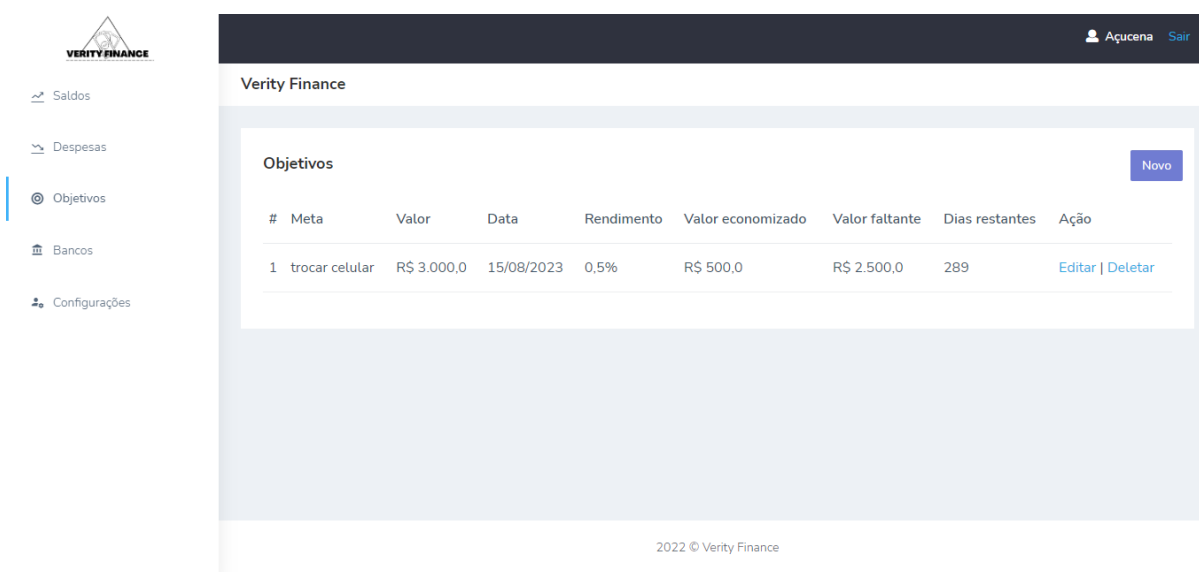 VERITY FINANCE
Açucena Sair
Saldos
Despesas
Objetivos
Bancos
Configurações
Verity Finance
Objetivos
Novo
# Meta Valor Data Rendimento Valor economizado Valor faltante Dias restantes Ação
1 trocar celular R$ 3.000,0 15/08/2023 0,5% R$ 500,0 R$ 2.500,0 289 Editar | Deletar
2022 © Verity Finance